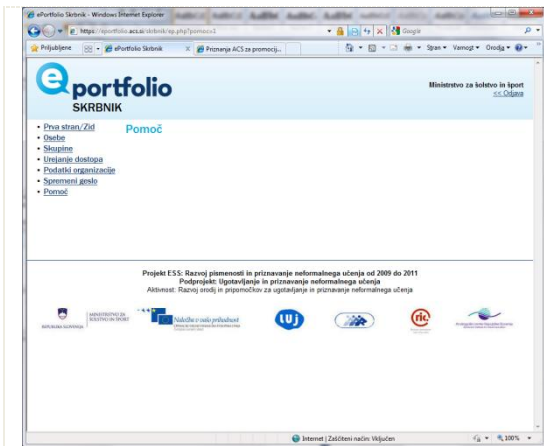 ePortfolio Skrbnik - Windows Internet Explorer
https://eportfolio.acs.si/skrbnik/ep.php?pomoc=1
Google
Priljubljene
ePortfolio Skrbnik
Priznanja ACS za promocij...
Stran
Varnost
Orodja
eportfolio
SKRBNIK
Ministrstvo za šolstvo in šport
<< Odjava
• Prva stran/Zid
• Osebe
• Skupine
• Urejanje dostopa
• Podatki organizacije
• Spremeni geslo
• Pomoč
Pomoč
Projekt ESS: Razvoj pismenosti in priznavanje neformalnega učenja od 2009 do 2011
Podprojekt: Ugotavljanje in priznavanje neformalnega učenja
Aktivnost: Razvoj orodij in pripomočkov za ugotavljanje in priznavanje neformalnega učenja
REPUBLIKA SLOVENIJA
MINISTRSTVO ZA
ŠOLSTVO IN ŠPORT
Naložba v vašo prihodnost
LUJ
ric
Internet | Zaščiteni način: Vključen
100%